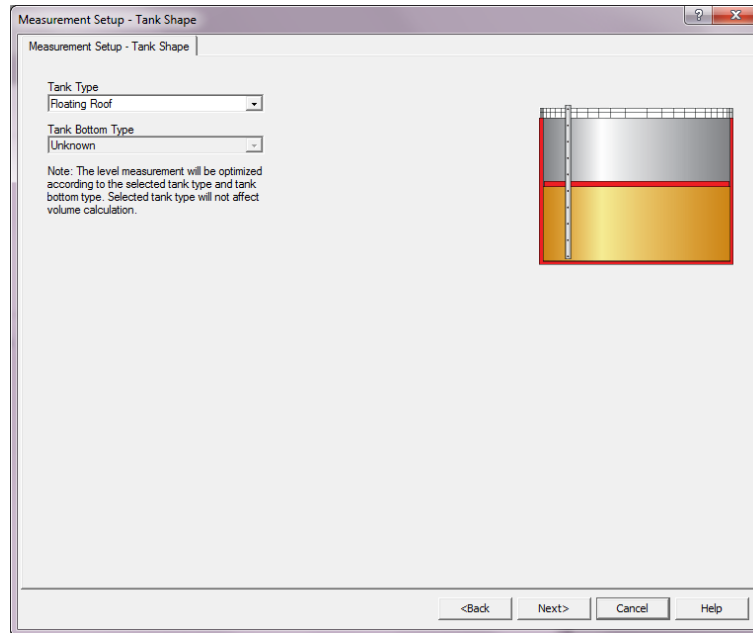 Measurement Setup - Tank Shape
Measurement Setup - Tank Shape
Tank Type
Floating Roof
Tank Bottom Type
Unknown
Note: The level measurement will be optimized
according to the selected tank type and tank
bottom type. Selected tank type will not affect
volume calculation.
<Back Next> Cancel Help